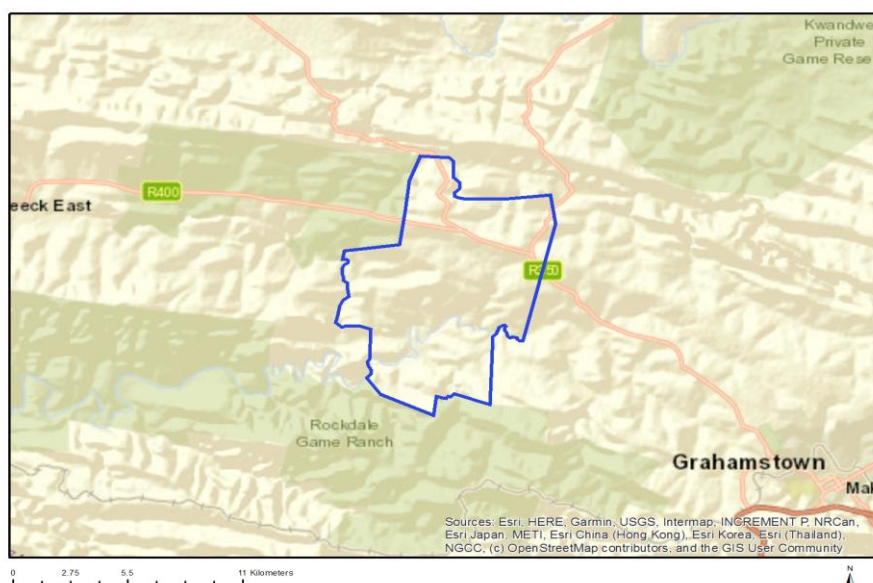 Kwandwe
Private
Game Rese
R400
eeck East
R350
Rockdale
Game Ranch
Grahamstown
Mak
Sources: Esri, HERE, Garmin, USGS, Intermap, INCREMENT P, NRCan,
Esri Japan, METI, Esri China (Hong Kong), Esri Korea, Esri (Thailand),
NGCC, (c) OpenStreetMap contributors, and the GIS User Community
0 2.75 5.5 11 Kilometers
N